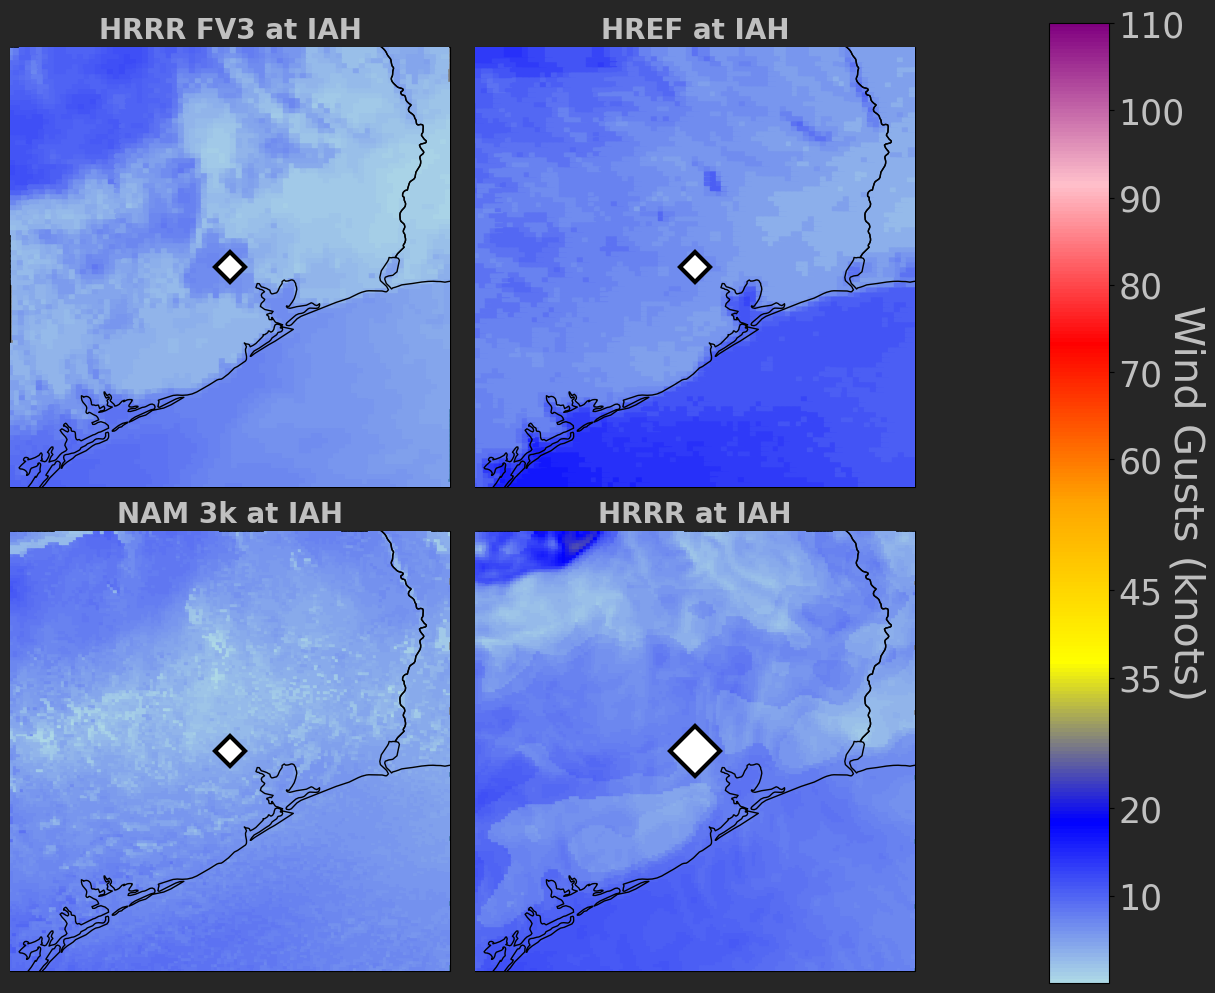 HRRR FV3 at IAH
HREF at IAH
NAM 3k at IAH
HRRR at IAH
110
100
90
80
70
60
45
35
20
10
Wind Gusts (knots)